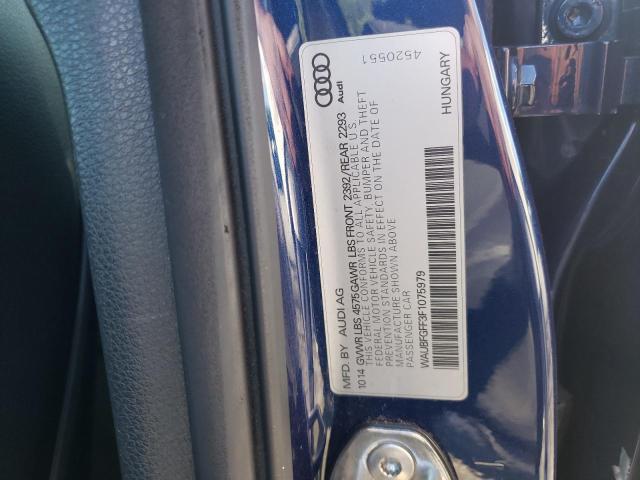 MFD. BY AUDI AG
4520551
Audi
1014 GVWR LBS 4575 GAWR LBS FRONT 2392/REAR 2293
THIS VEHICLE CONFORMS TO ALL APPLICABLE U.S.
FEDERAL MOTOR VEHICLE SAFETY, BUMPER AND THEFT
PREVENTION STANDARDS IN EFFECT ON THE DATE OF
MANUFACTURE SHOWN ABOVE
PASSENGER CAR
WAUBFGFF3F1075979
HUNGARY